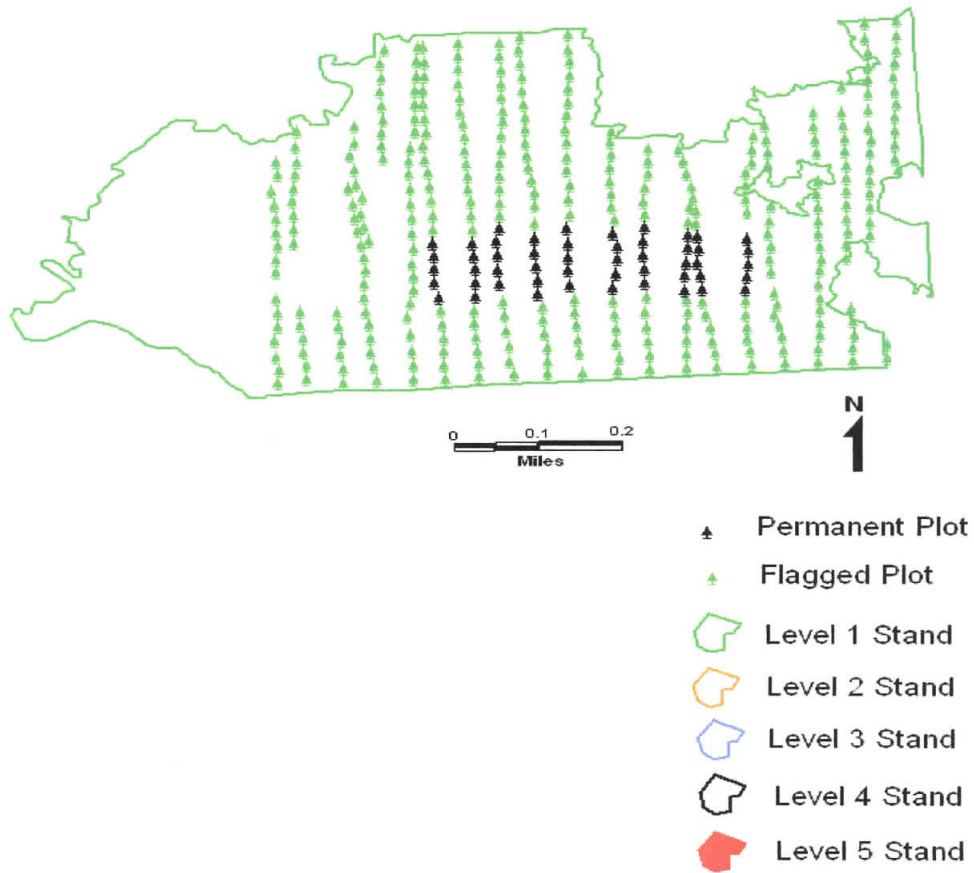 N
0 0.1 0.2
Miles
Permanent Plot
Flagged Plot
Level 1 Stand
Level 2 Stand
Level 3 Stand
Level 4 Stand
Level 5 Stand